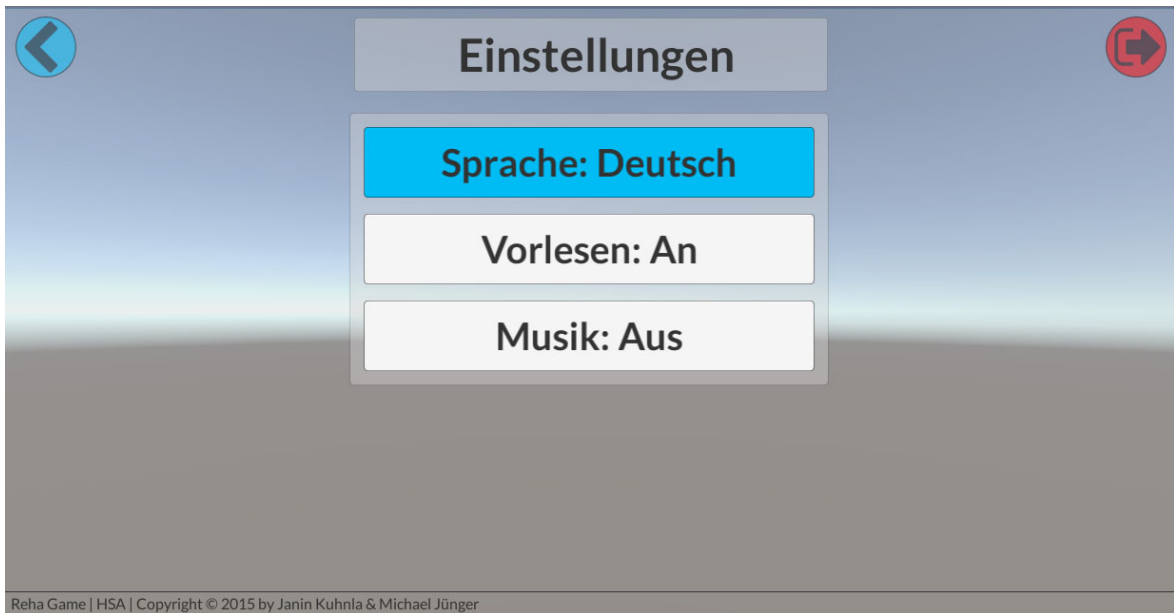 Einstellungen
Sprache: Deutsch
Vorlesen: An
Musik: Aus
Reha Game | HSA | Copyright © 2015 by Janin Kuhnla & Michael Jünger